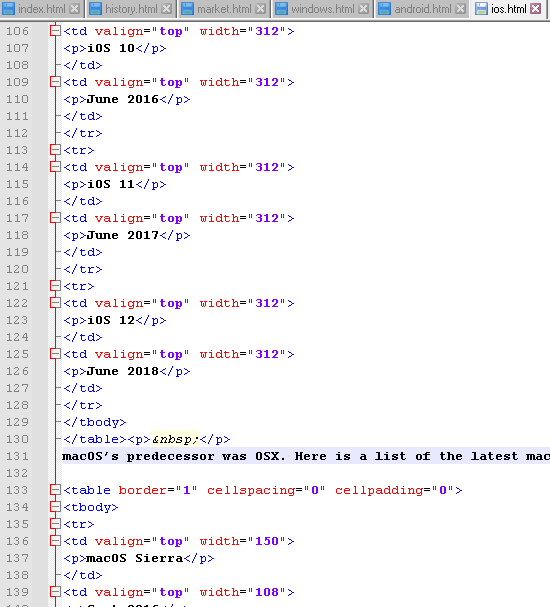 index.html history.html market.html windows.html android.html ios.html
106 <td valign="top" width="312">
107 <p>iOS 10</p>
108 </td>
109 <td valign="top" width="312">
110 <p>June 2016</p>
111 </td>
112 </tr>
113 <tr>
114 <td valign="top" width="312">
115 <p>iOS 11</p>
116 </td>
117 <td valign="top" width="312">
118 <p>June 2017</p>
119 </td>
120 </tr>
121 <tr>
122 <td valign="top" width="312">
123 <p>iOS 12</p>
124 </td>
125 <td valign="top" width="312">
126 <p>June 2018</p>
127 </td>
128 </tr>
129 </tbody>
130 </table><p>&nbsp;</p>
131 macOS’s predecessor was OSX. Here is a list of the latest mac
132
133 <table border="1" cellspacing="0" cellpadding="0">
134 <tbody>
135 <tr>
136 <td valign="top" width="150">
137 <p>macOS Sierra</p>
138 </td>
139 <td valign="top" width="108">